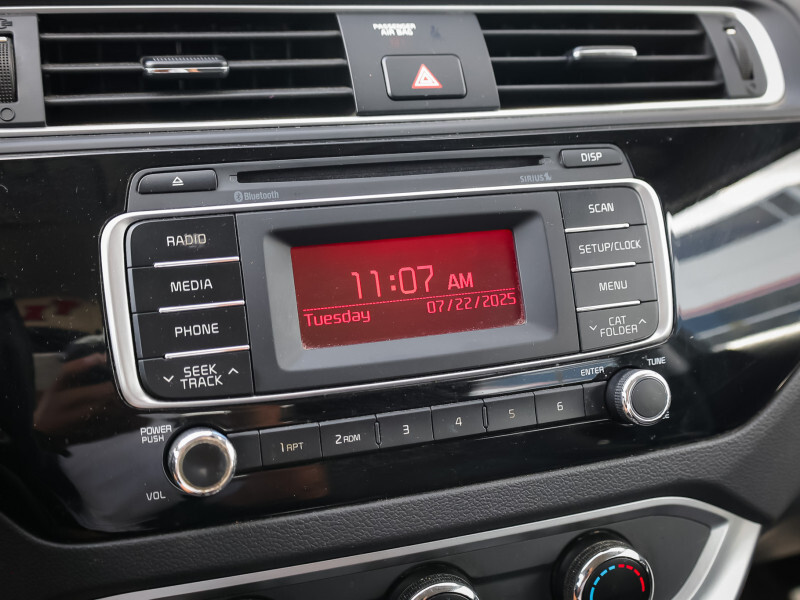 PASSENGER
AIR BAG
DISP
Bluetooth
SIRIUS
RADIO
MEDIA
PHONE
SEEK
TRACK
11:07 AM
Tuesday 07/22/2025
SCAN
SETUP/CLOCK
MENU
CAT
FOLDER
POWER
PUSH
VOL
1 APT
2 RDM
3
4
5
6
ENTER
TUNE